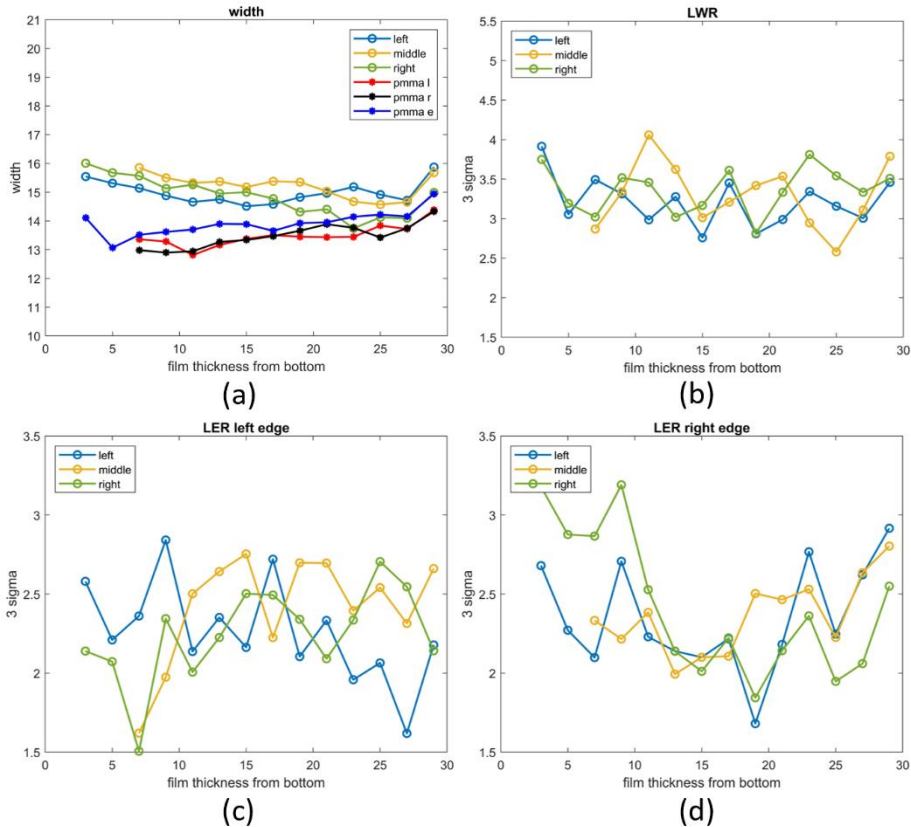 width
21
20
19
18
17
16
15
14
13
12
11
10
width
left
middle
right
pmma l
pmma r
pmma e
0 5 10 15 20 25 30
film thickness from bottom
(a)
LWR
5.5
5
4.5
4
3.5
3
2.5
2
1.5
3 sigma
left
middle
right
0 5 10 15 20 25 30
film thickness from bottom
(b)
LER left edge
3.5
3
2.5
2
1.5
3 sigma
left
middle
right
0 5 10 15 20 25 30
film thickness from bottom
(c)
LER right edge
3.5
3
2.5
2
1.5
3 sigma
left
middle
right
0 5 10 15 20 25 30
film thickness from bottom
(d)